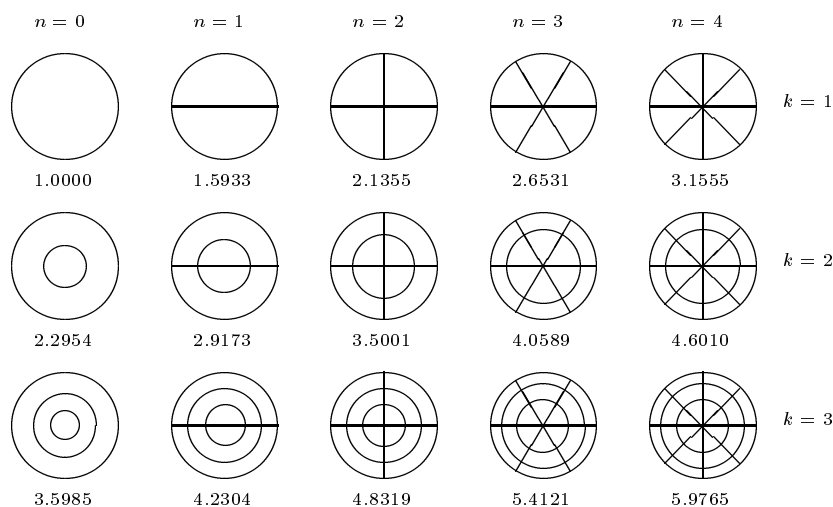 n = 0 n = 1 n = 2 n = 3 n = 4
k = 1
1.0000 1.5933 2.1355 2.6531 3.1555
k = 2
2.2954 2.9173 3.5001 4.0589 4.6010
k = 3
3.5985 4.2304 4.8319 5.4121 5.9765